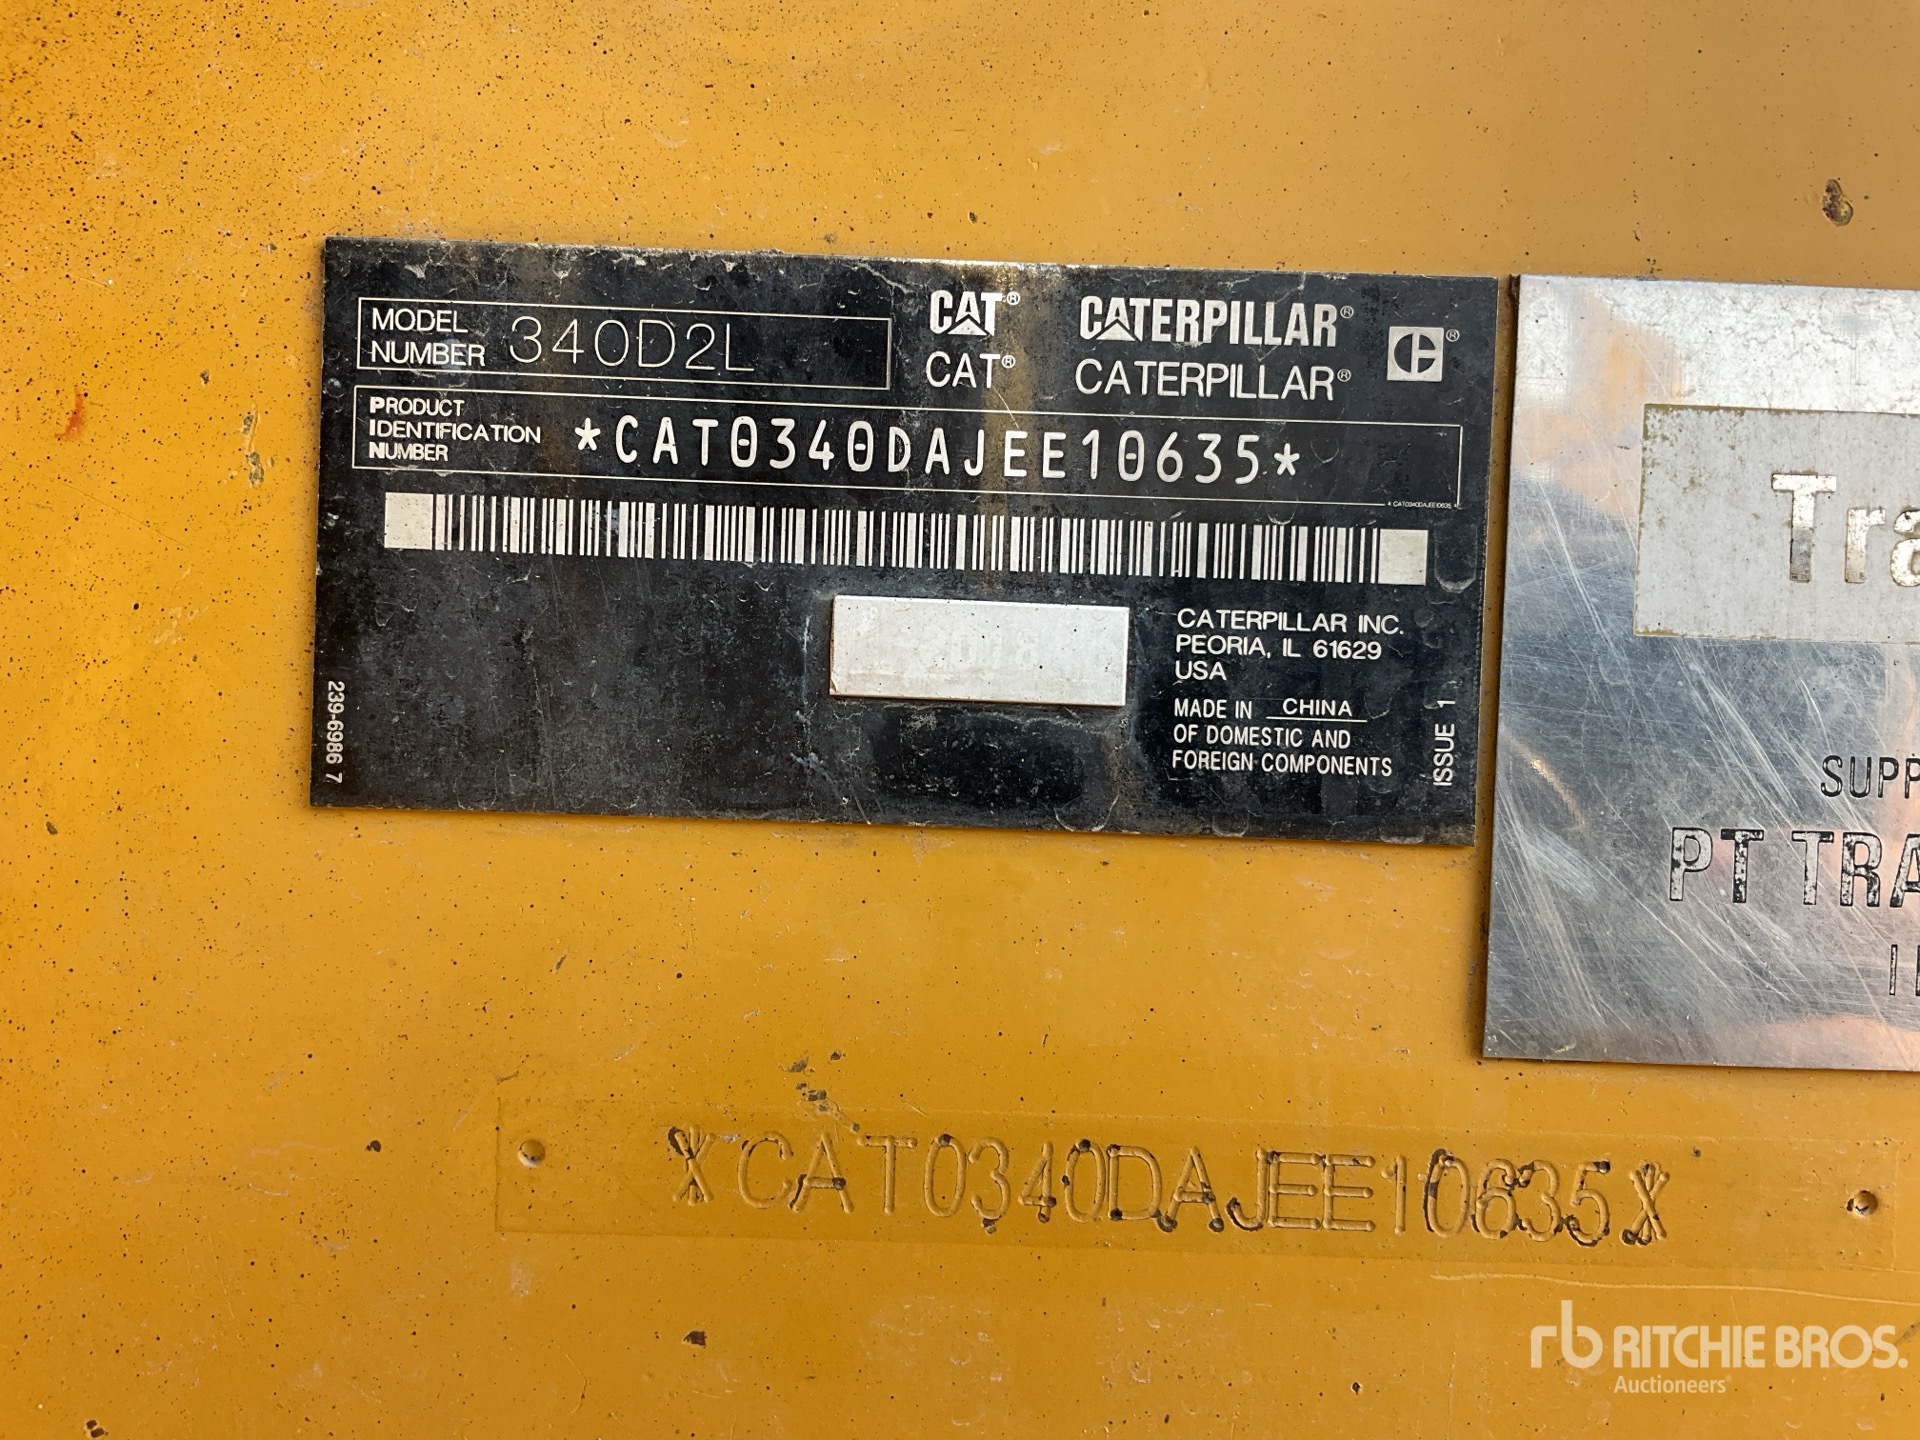 MODEL NUMBER 340D2L
CAT® CATERPILLAR®
CAT® CATERPILLAR®
PRODUCT IDENTIFICATION NUMBER *CAT0340DAJEE10635*
*CAT0340DAJEE10635*
CATERPILLAR INC.
PEORIA, IL 61629
USA
MADE IN CHINA
OF DOMESTIC AND
FOREIGN COMPONENTS
239-6986 7
ISSUE 1
Tra
SUPP
PT TRA
*CAT0340DAJEE10635*
rb RITCHIE BROS.
Auctioneers